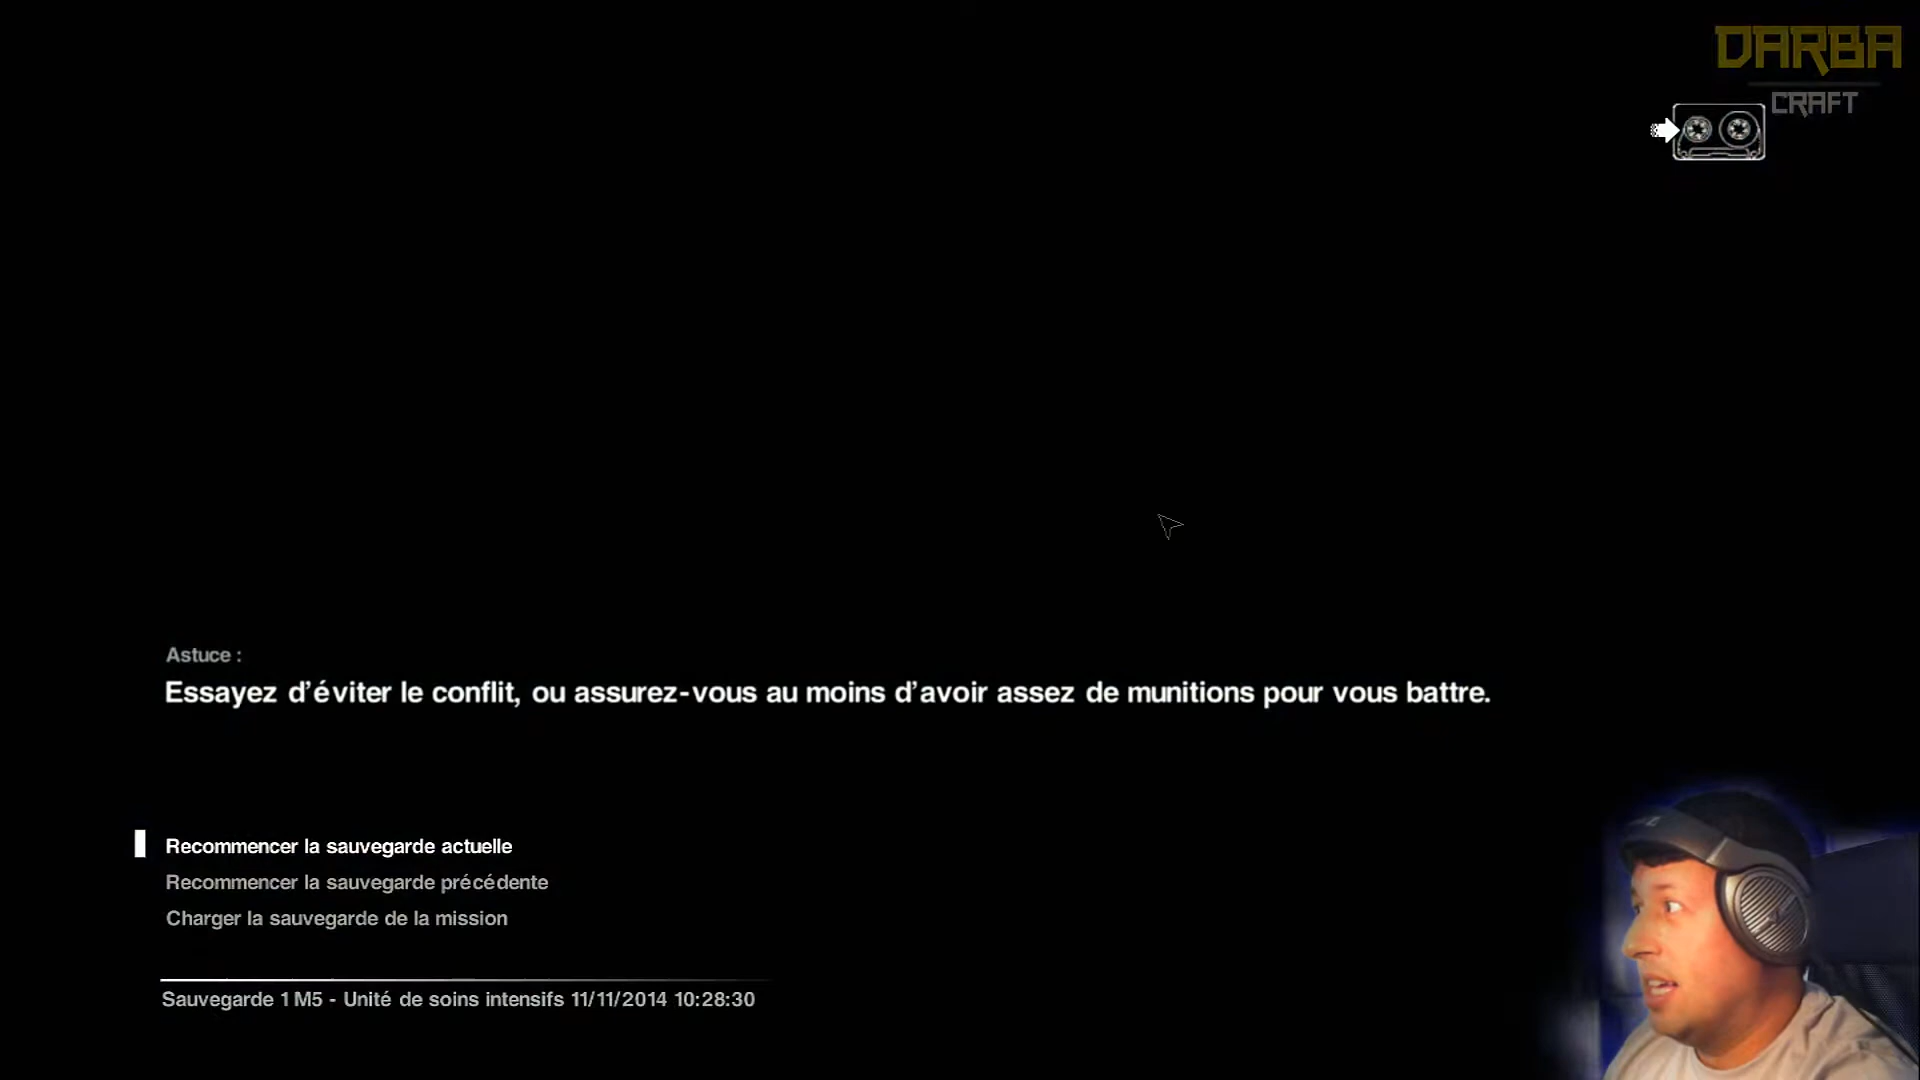 DARBA
CRAFT
Astuce :
Essayez d’éviter le conflit, ou assurez-vous au moins d’avoir assez de munitions pour vous battre.
Recommencer la sauvegarde actuelle
Recommencer la sauvegarde précédente
Charger la sauvegarde de la mission
Sauvegarde 1 M5 - Unité de soins intensifs 11/11/2014 10:28:30